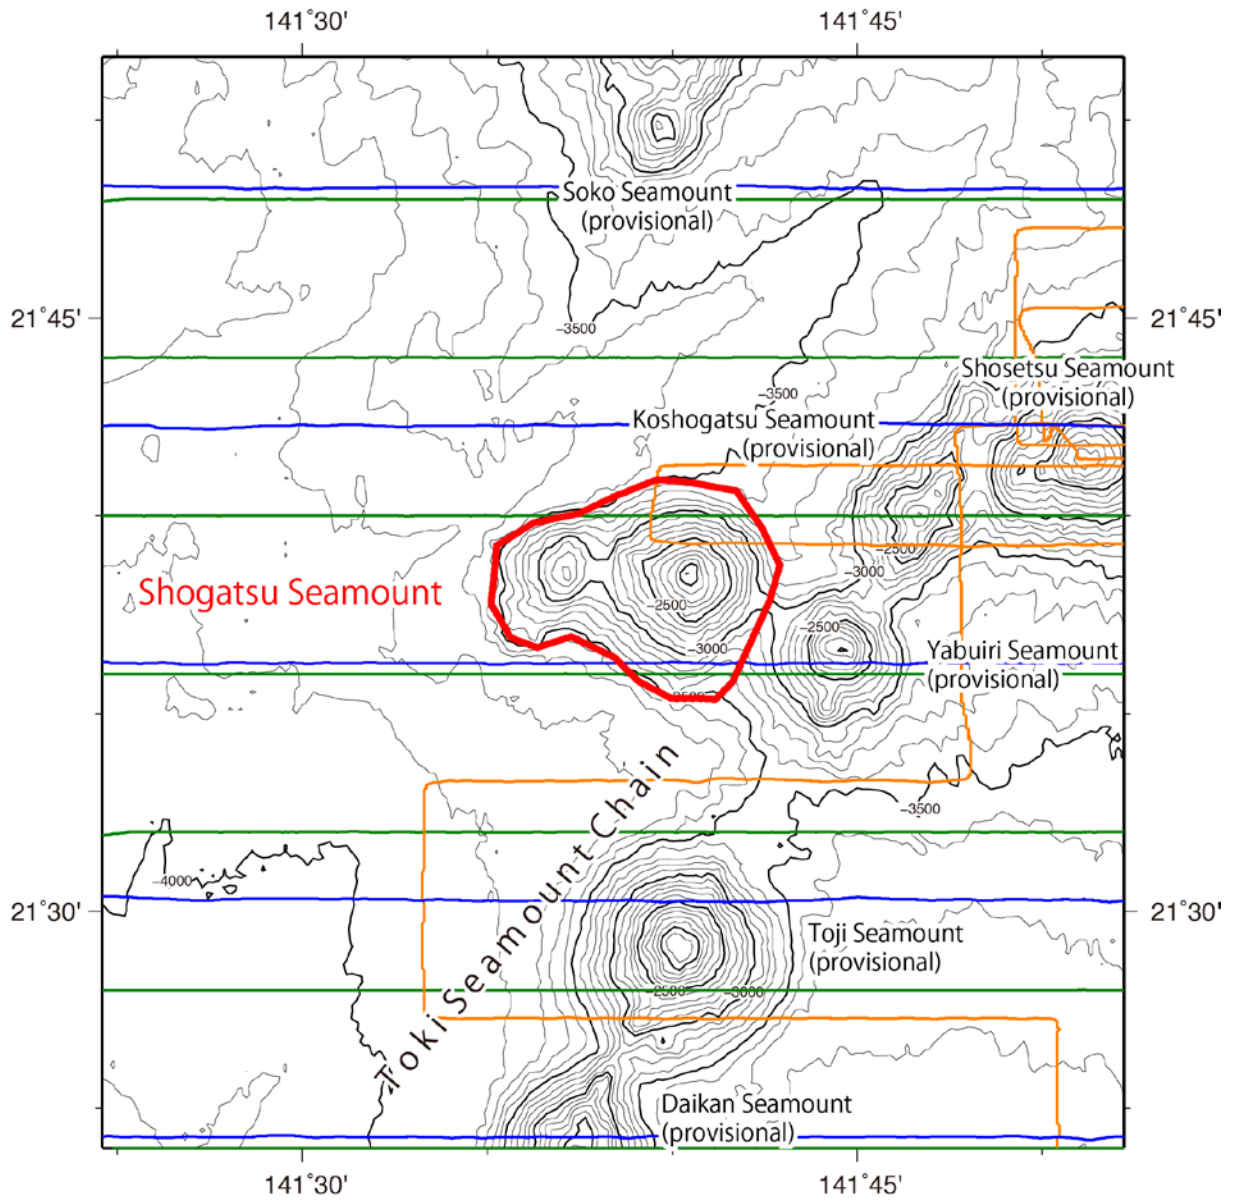 141˚30'
141˚45'
Soko Seamount
(provisional)
21˚45'
21˚45'
−3500
Shosetsu Seamount
(provisional)
−3500
Koshogatsu Seamount
(provisional)
−2500
−3000
Shogatsu Seamount
−2500
−2500
−3000
Yabuiri Seamount
(provisional)
−3500
Toki Seamount Chain
−3500
−4000
21˚30'
21˚30'
Toji Seamount
(provisional)
−2500
−3000
Daikan Seamount
(provisional)
141˚30'
141˚45'